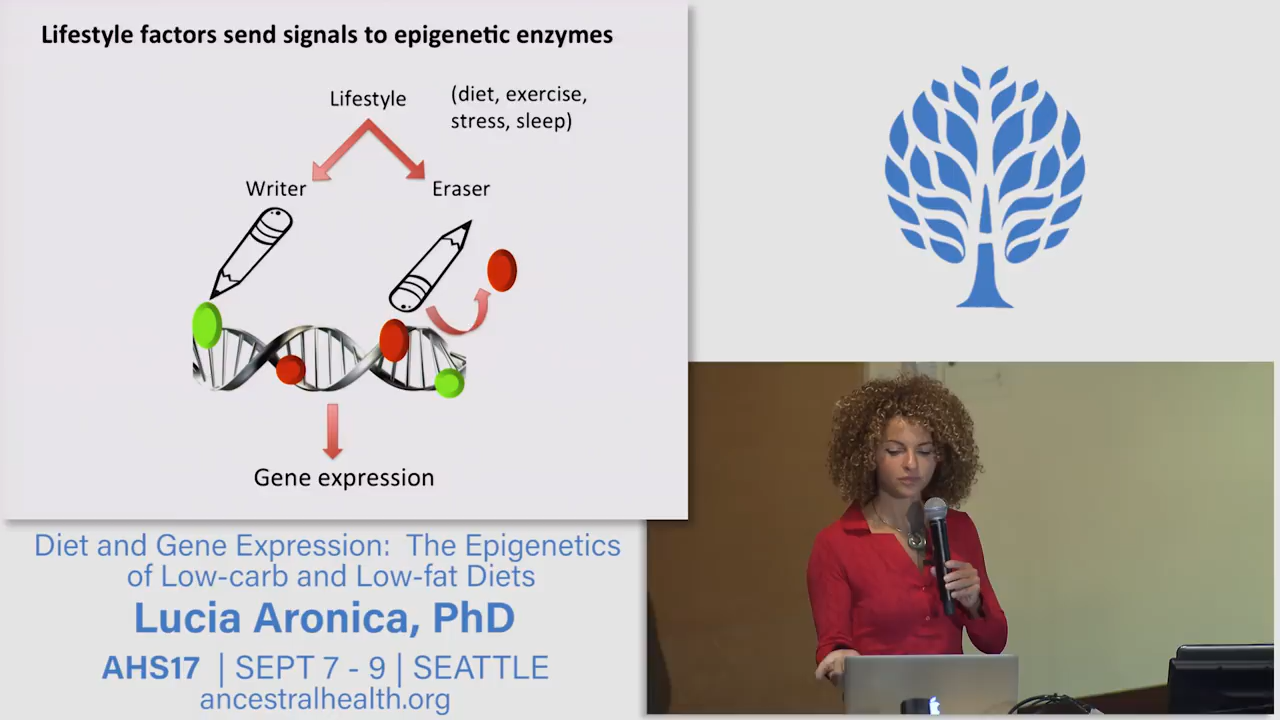 Lifestyle factors send signals to epigenetic enzymes
Lifestyle
(diet, exercise,
stress, sleep)
Writer
Eraser
Gene expression
Diet and Gene Expression:  The Epigenetics
of Low-carb and Low-fat Diets
Lucia Aronica, PhD
AHS17 | SEPT 7 - 9 | SEATTLE
ancestralhealth.org